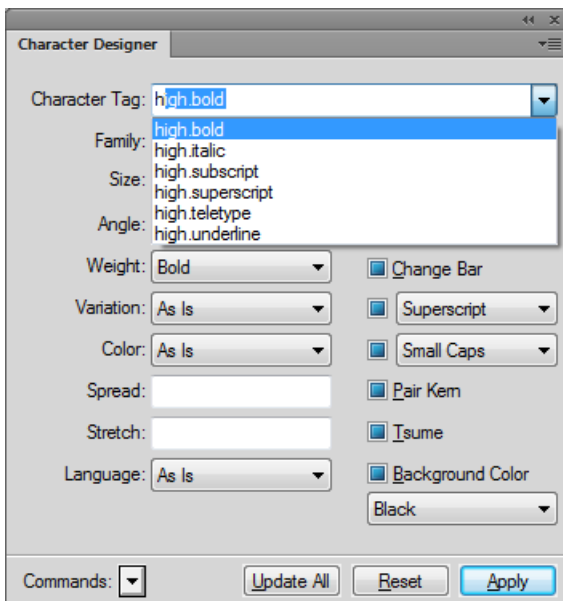 Character Designer
Character Tag: high.bold
high.bold
high.italic
high.subscript
high.superscript
high.teletype
high.underline
Family:
Size:
Angle:
Weight: Bold
Change Bar
Variation: As Is
Superscript
Color: As Is
Small Caps
Spread:
Pair Kern
Stretch:
Tsume
Language: As Is
Background Color
Black
Commands:
Update All
Reset
Apply